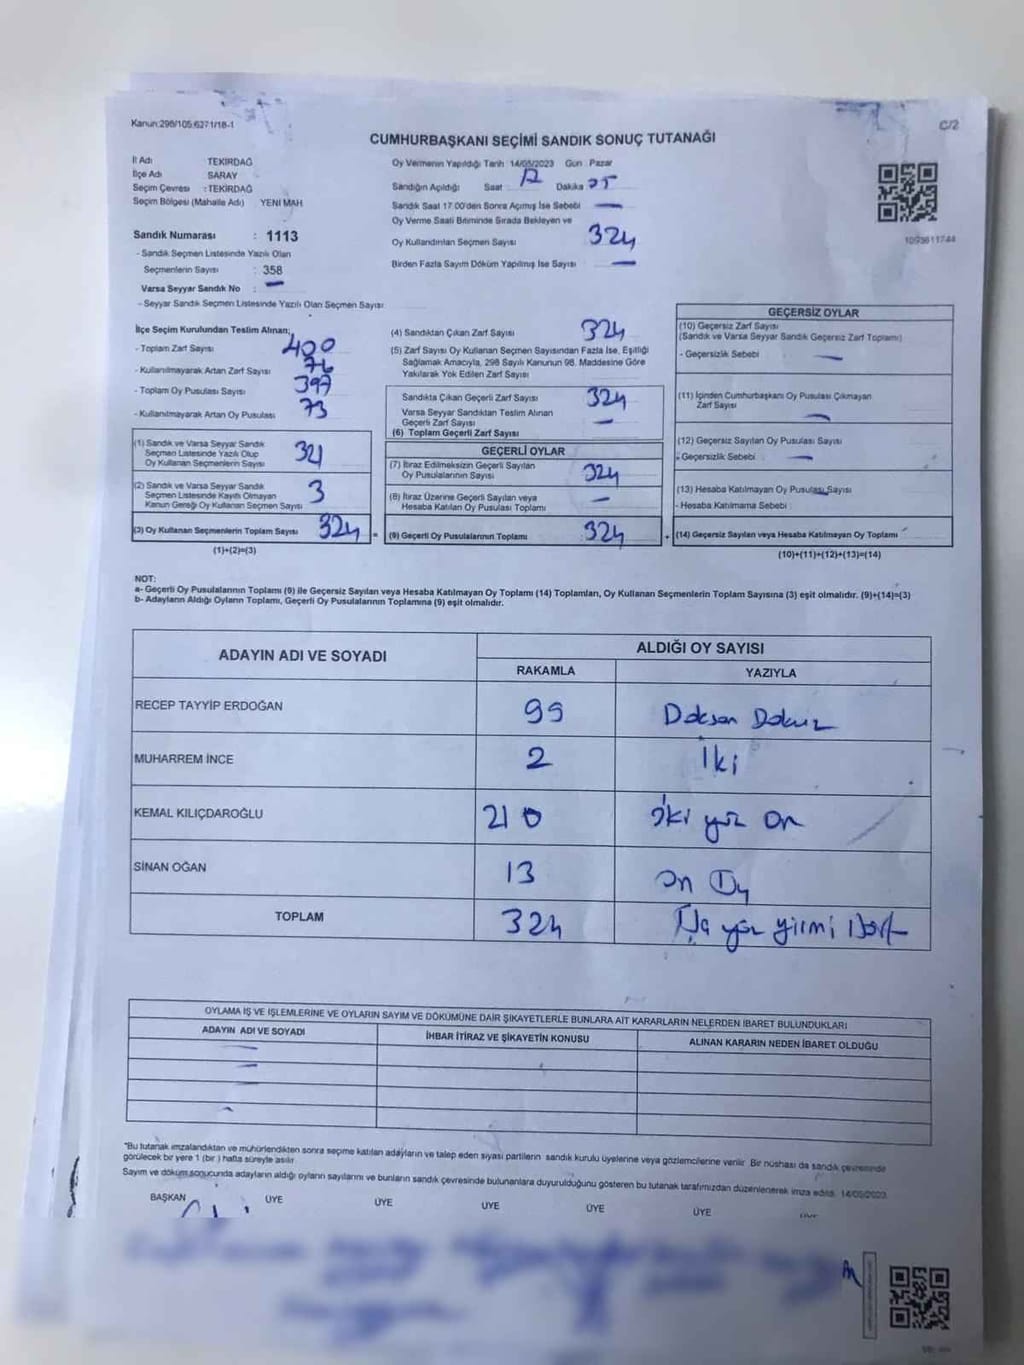 Kanun:298/105,6271/18-1
C/2
CUMHURBAŞKANI SEÇİMİ SANDIK SONUÇ TUTANAĞI
İl Adı TEKİRDAĞ
İlçe Adı SARAY
Seçim Çevresi :TEKİRDAĞ
Seçim Bölgesi (Mahalle Adı) YENİ MAH
Sandık Numarası : 1113
- Sandık Seçmen Listesinde Yazılı Olan
Seçmenlerin Sayısı : 358
Varsa Seyyar Sandık No : —
- Seyyar Sandık Seçmen Listesinde Yazılı Olan Seçmen Sayısı
Oy Vermenin Yapıldığı Tarih 14/05/2023 Gün Pazar
Sandığın Açıldığı Saat 17 Dakika 25
Sandık Saat 17.00'den Sonra Açımış İse Sebebi —
Oy Verme Saati Bitiminde Sırada Bekleyen ve
Oy Kullandırılan Seçmen Sayısı 324
Birden Fazla Sayım Döküm Yapılmış İse Sayısı —
1093611744
İlçe Seçim Kurulundan Teslim Alınan;
- Toplam Zarf Sayısı 400
- Kullanılmayarak Artan Zarf Sayısı 76
- Toplam Oy Pusulası Sayısı 397
- Kullanılmayarak Artan Oy Pusulası 73
(1) Sandık ve Varsa Seyyar Sandık
Seçmen Listesinde Yazılı Olup
Oy Kullanan Seçmenlerin Sayısı 321
(2) Sandık ve Varsa Seyyar Sandık
Seçmen Listesinde Kayıtlı Olmayan
Kanun Gereği Oy Kullanan Seçmen Sayısı 3
(3) Oy Kullanan Seçmenlerin Toplam Sayısı 324 =
(1)+(2)=(3)
(4) Sandıktan Çıkan Zarf Sayısı 324
(5) Zarf Sayısı Oy Kullanan Seçmen Sayısından Fazla İse, Eşitliği
Sağlamak Amacıyla, 298 Sayılı Kanunun 98. Maddesine Göre
Yakılarak Yok Edilen Zarf Sayısı
Sandıkta Çıkan Geçerli Zarf Sayısı 324
Varsa Seyyar Sandıktan Teslim Alınan
Geçerli Zarf Sayısı —
(6) Toplam Geçerli Zarf Sayısı
GEÇERLİ OYLAR
(7) İtiraz Edilmeksizin Geçerli Sayılan
Oy Pusulalarının Sayısı 324
(8) İtiraz Üzerine Geçerli Sayılan veya
Hesaba Katılan Oy Pusulası Toplamı —
(9) Geçerli Oy Pusulalarının Toplamı 324 +
GEÇERSİZ OYLAR
(10) Geçersiz Zarf Sayısı
(Sandık ve Varsa Seyyar Sandık Geçersiz Zarf Toplamı)
- Geçersizlik Sebebi —
(11) İçinden Cumhurbaşkanı Oy Pusulası Çıkmayan
Zarf Sayısı —
(12) Geçersiz Sayılan Oy Pusulası Sayısı
- Geçersizlik Sebebi —
(13) Hesaba Katılmayan Oy Pusulası Sayısı
- Hesaba Katılmama Sebebi
(14) Geçersiz Sayılan veya Hesaba Katılmayan Oy Toplamı
(10)+(11)+(12)+(13)=(14)
NOT:
a- Geçerli Oy Pusulalarının Toplamı (9) ile Geçersiz Sayılan veya Hesaba Katılmayan Oy Toplamı (14) Toplamları, Oy Kullanan Seçmenlerin Toplam Sayısına (3) eşit olmalıdır. (9)+(14)=(3)
b- Adayların Aldığı Oyların Toplamı, Geçerli Oy Pusulalarının Toplamına (9) eşit olmalıdır.
ADAYIN ADI VE SOYADI
ALDIĞI OY SAYISI
RAKAMLA YAZIYLA
RECEP TAYYİP ERDOĞAN 99 Doksan Dokuz
MUHARREM İNCE 2 İki
KEMAL KILIÇDAROĞLU 210 İki yüz On
SİNAN OĞAN 13 On Üç
TOPLAM 324 Üç yüz yirmi Dört
OYLAMA İŞ VE İŞLEMLERİNE VE OYLARIN SAYIM VE DÖKÜMÜNE DAİR ŞİKAYETLERLE BUNLARA AİT KARARLARIN NELERDEN İBARET BULUNDUKLARI
ADAYIN ADI VE SOYADI İHBAR İTİRAZ VE ŞİKAYETİN KONUSU ALINAN KARARIN NEDEN İBARET OLDUĞU
*Bu tutanak imzalandıktan ve mühürlendikten sonra seçime katılan adayların ve talep eden siyasi partilerin sandık kurulu üyelerine veya gözlemcilerine verilir. Bir nüshası da sandık çevresinde
görülecek bir yere 1 (bir) hafta süreyle asılır.
Sayım ve döküm sonucunda adayların aldığı oyların sayılarını ve bunların sandık çevresinde bulunanlara duyurulduğunu gösteren bu tutanak tarafımızdan düzenlenerek imza edildi. 14/05/2023
BAŞKAN ÜYE ÜYE ÜYE ÜYE ÜYE